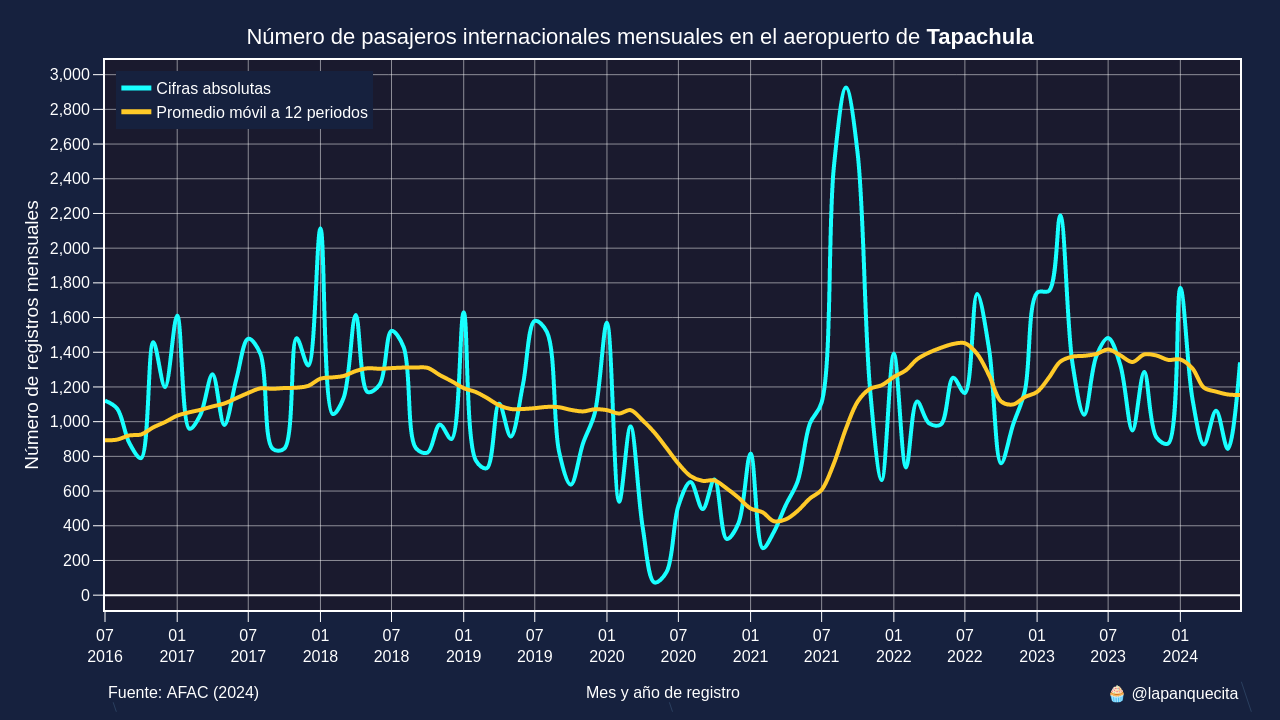 Número de pasajeros internacionales mensuales en el aeropuerto de Tapachula
Cifras absolutas
Promedio móvil a 12 periodos
Número de registros mensuales
3,000
2,800
2,600
2,400
2,200
2,000
1,800
1,600
1,400
1,200
1,000
800
600
400
200
0
07 01 07 01 07 01 07 01 07 01 07 01 07 01 07 01
2016 2017 2017 2018 2018 2019 2019 2020 2020 2021 2021 2022 2022 2023 2023 2024
Fuente: AFAC (2024)
Mes y año de registro
🧁 @lapanquecita